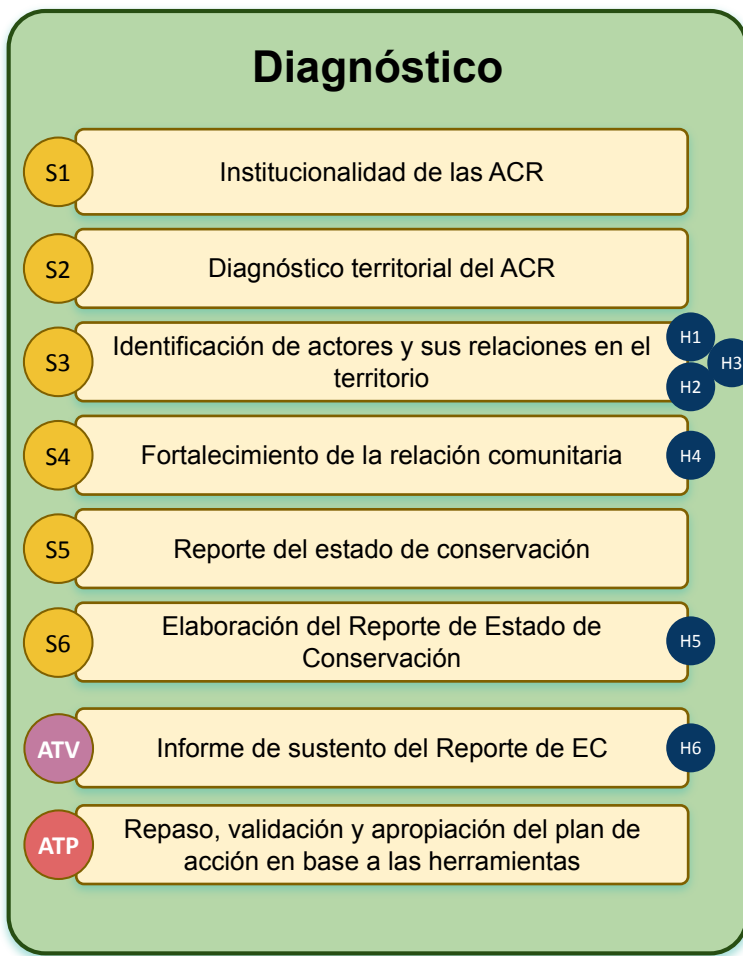 Diagnóstico
S1
Institucionalidad de las ACR
S2
Diagnóstico territorial del ACR
S3
Identificación de actores y sus relaciones en el
territorio
H1
H3
H2
S4
Fortalecimiento de la relación comunitaria
H4
S5
Reporte del estado de conservación
S6
Elaboración del Reporte de Estado de
Conservación
H5
ATV
Informe de sustento del Reporte de EC
H6
ATP
Repaso, validación y apropiación del plan de
acción en base a las herramientas